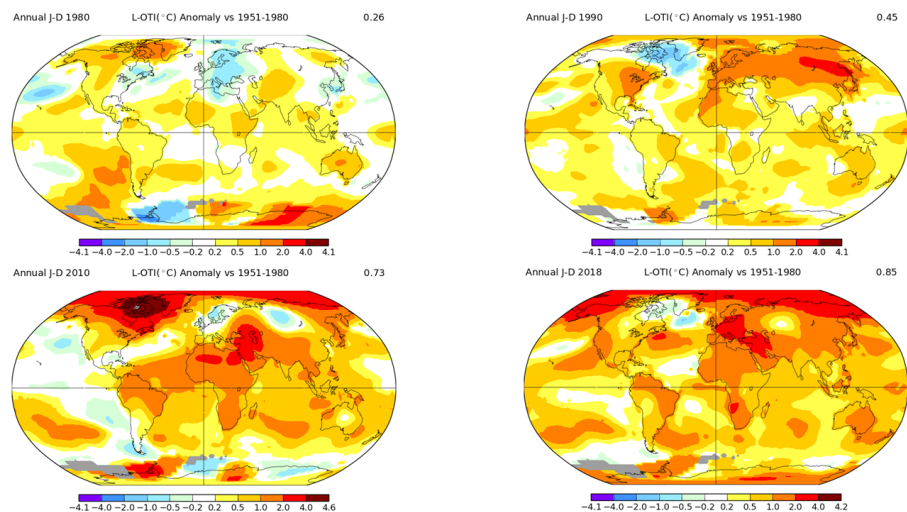 Annual J-D 1980 L-OTI(°C) Anomaly vs 1951-1980 0.26
−4.1 −4.0 −2.0 −1.0 −0.5 −0.2 0.2 0.5 1.0 2.0 4.0 4.1
Annual J-D 1990 L-OTI(°C) Anomaly vs 1951-1980 0.45
−4.1 −4.0 −2.0 −1.0 −0.5 −0.2 0.2 0.5 1.0 2.0 4.0 4.1
Annual J-D 2010 L-OTI(°C) Anomaly vs 1951-1980 0.73
−4.1 −4.0 −2.0 −1.0 −0.5 −0.2 0.2 0.5 1.0 2.0 4.0 4.6
Annual J-D 2018 L-OTI(°C) Anomaly vs 1951-1980 0.85
−4.1 −4.0 −2.0 −1.0 −0.5 −0.2 0.2 0.5 1.0 2.0 4.0 4.2